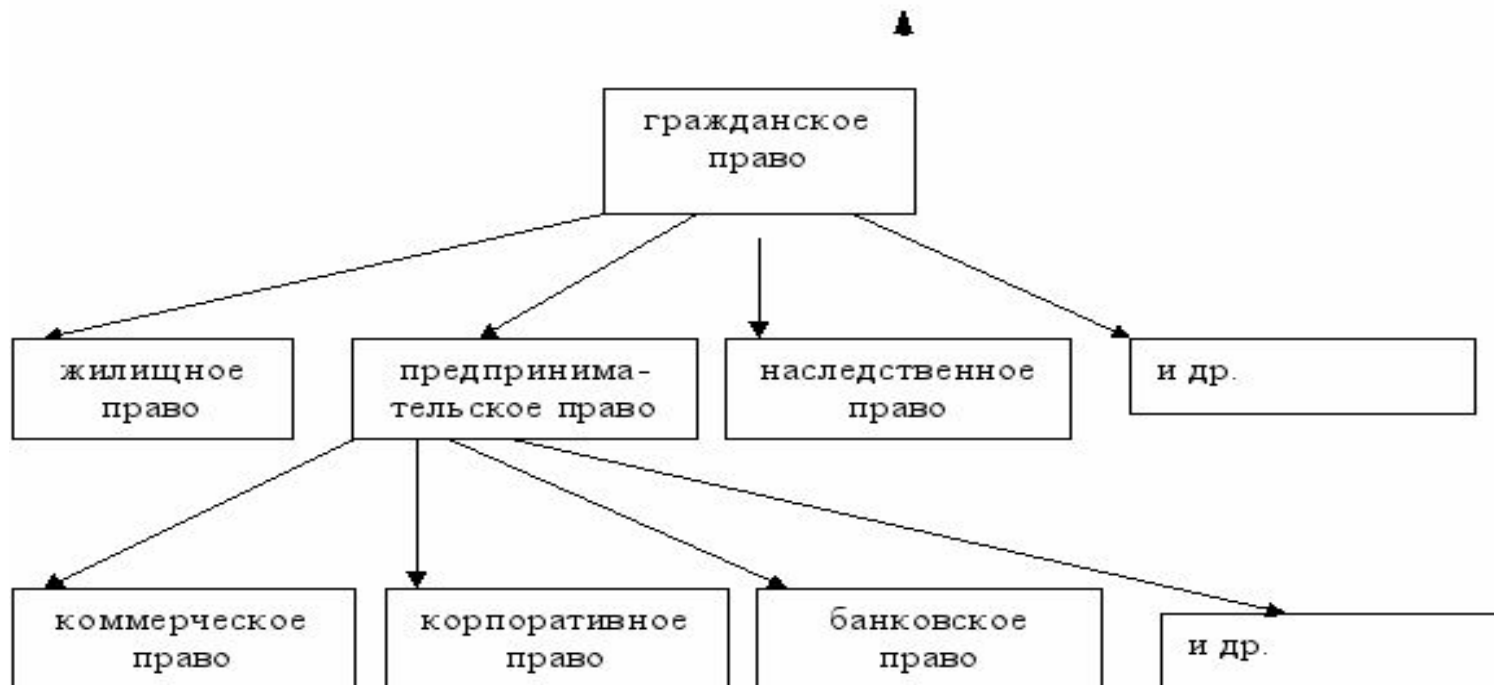 гражданское
право
жилищное
право
предпринима-
тельское право
наследственное
право
и др.
коммерческое
право
корпоративное
право
банковское
право
и др.